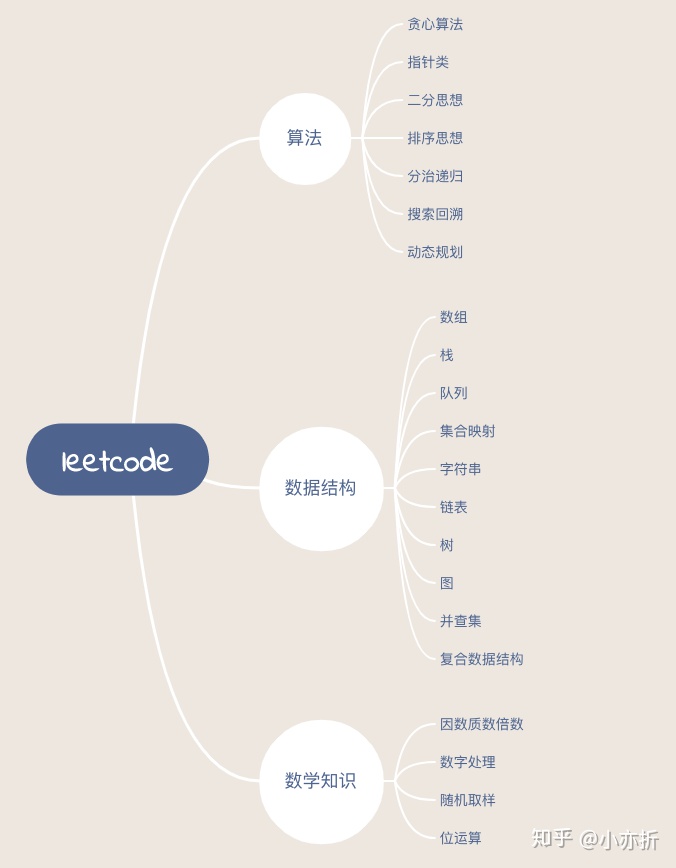 leetcode
算法
贪心算法
指针类
二分思想
排序思想
分治递归
搜索回溯
动态规划
数据结构
数组
栈
队列
集合映射
字符串
链表
树
图
并查集
复合数据结构
数学知识
因数质数倍数
数字处理
随机取样
位运算
知乎 @小亦折